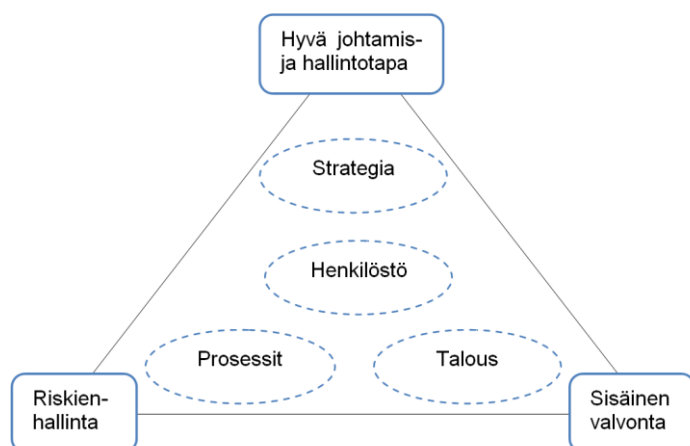 Hyvä johtamis-
ja hallintotapa
Strategia
Henkilöstö
Prosessit
Talous
Riskien-
hallinta
Sisäinen
valvonta